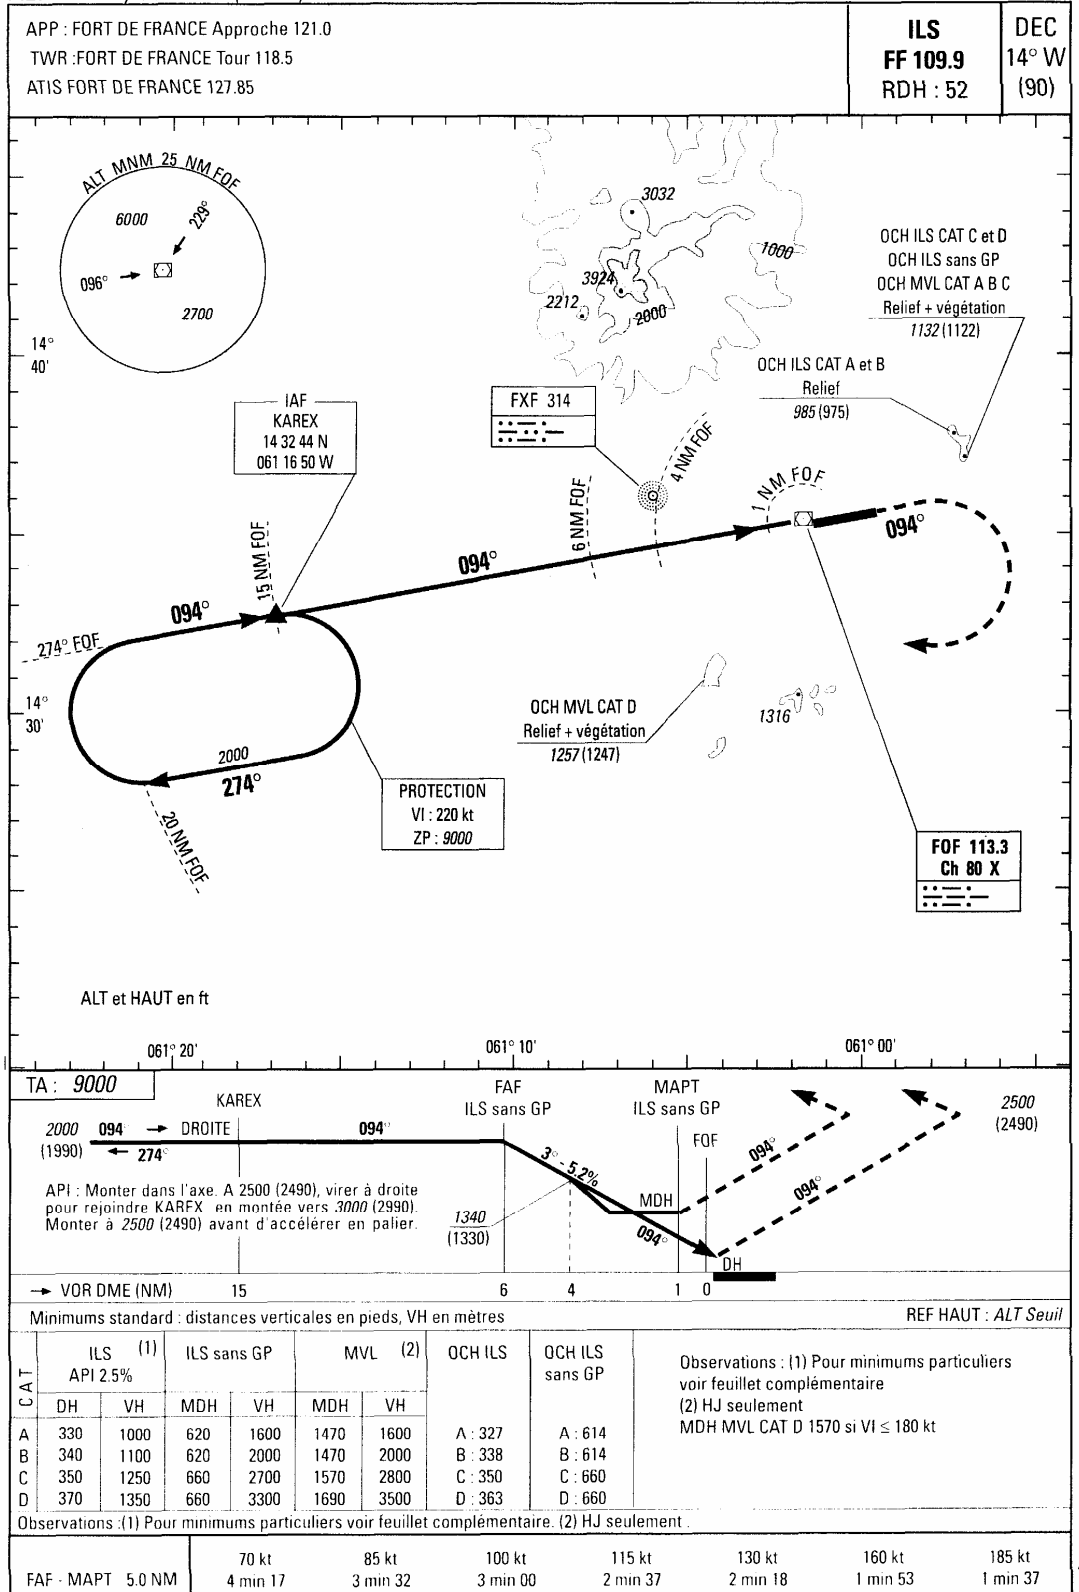 APP : FORT DE FRANCE Approche 121.0
TWR :FORT DE FRANCE Tour 118.5
ATIS FORT DE FRANCE 127.85
ILS
FF 109.9
RDH : 52
DEC
14° W
(90)
ALT MNM 25 NM FOF
6000
229°
096°
2700
3032
1000
3924
2212
2000
OCH ILS CAT C et D
OCH ILS sans GP
OCH MVL CAT A B C
Relief + végétation
1132 (1122)
14°
40'
OCH ILS CAT A et B
Relief
985 (975)
IAF
KAREX
14 32 44 N
061 16 50 W
FXF 314
4 NM FOF
1 NM FOF
6 NM FOF
15 NM FOF
094°
094°
094°
274° FOF
14°
30'
OCH MVL CAT D
Relief + végétation
1257 (1247)
1316
2000
274°
20 NM FOF
PROTECTION
VI : 220 kt
ZP : 9000
FOF 113.3
Ch 80 X
ALT et HAUT en ft
061° 20'
061° 10'
061° 00'
TA : 9000
KAREX
FAF
ILS sans GP
MAPT
ILS sans GP
FOF
2500
(2490)
2000
(1990)
094° → DROITE
← 274°
094°
3° - 5.2%
094°
094°
MDH
094°
DH
1340
(1330)
API : Monter dans l'axe. A 2500 (2490), virer à droite
pour rejoindre KAREX en montée vers 3000 (2990).
Monter à 2500 (2490) avant d'accélérer en palier.
→ VOR DME (NM) 15 6 4 1 0
Minimums standard : distances verticales en pieds, VH en mètres
REF HAUT : ALT Seuil
CAT
ILS (1)
API 2.5%
ILS sans GP
MVL (2)
OCH ILS
OCH ILS
sans GP
DH VH MDH VH MDH VH
A 330 1000 620 1600 1470 1600 A : 327 A : 614
B 340 1100 620 2000 1470 2000 B : 338 B : 614
C 350 1250 660 2700 1570 2800 C : 350 C : 660
D 370 1350 660 3300 1690 3500 D : 363 D : 660
Observations : (1) Pour minimums particuliers
voir feuillet complémentaire
(2) HJ seulement
MDH MVL CAT D 1570 si VI ≤ 180 kt
Observations :(1) Pour minimums particuliers voir feuillet complémentaire. (2) HJ seulement .
70 kt 85 kt 100 kt 115 kt 130 kt 160 kt 185 kt
FAF - MAPT 5.0 NM 4 min 17 3 min 32 3 min 00 2 min 37 2 min 18 1 min 53 1 min 37